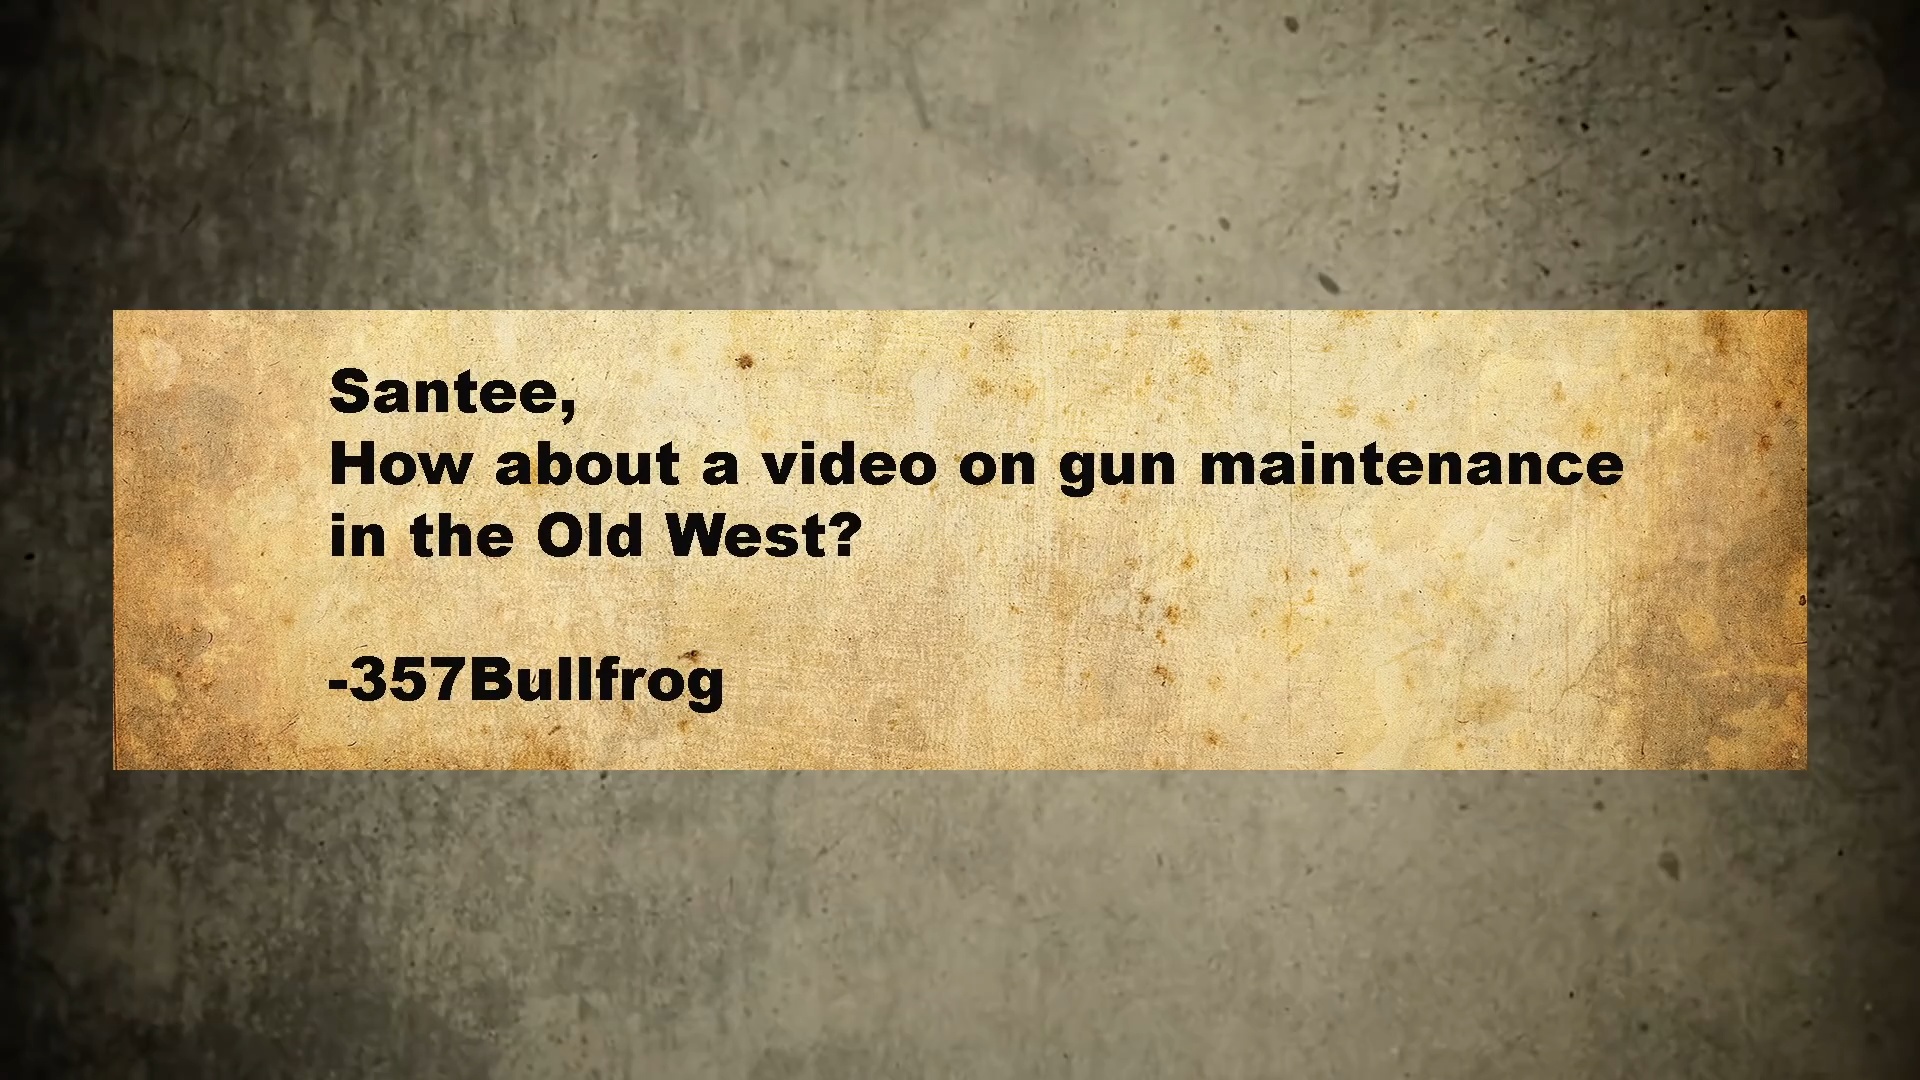 Santee,
How about a video on gun maintenance
in the Old West?
-357Bullfrog